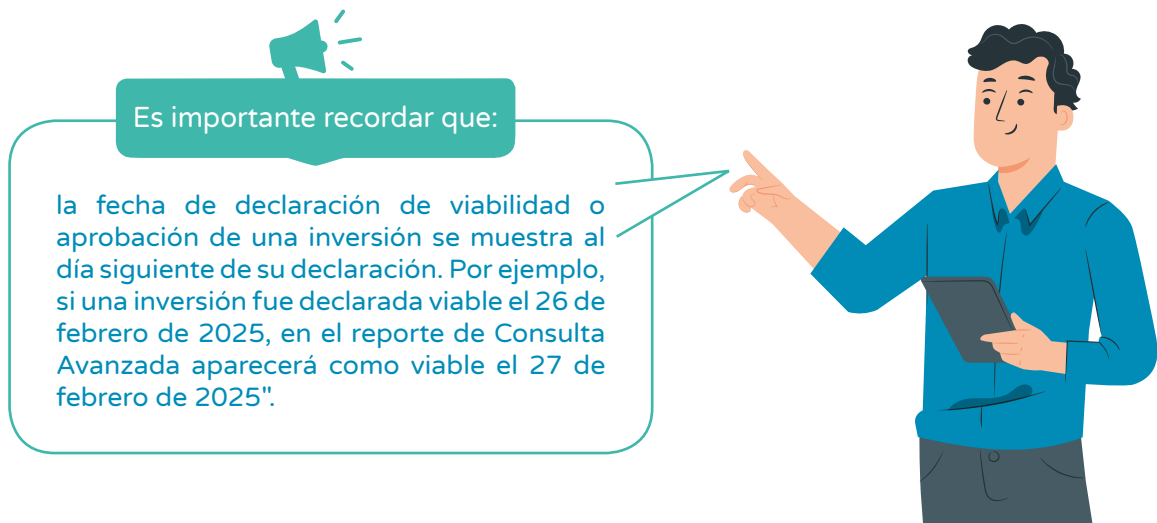 Es importante recordar que:
la fecha de declaración de viabilidad o
aprobación de una inversión se muestra al
día siguiente de su declaración. Por ejemplo,
si una inversión fue declarada viable el 26 de
febrero de 2025, en el reporte de Consulta
Avanzada aparecerá como viable el 27 de
febrero de 2025".